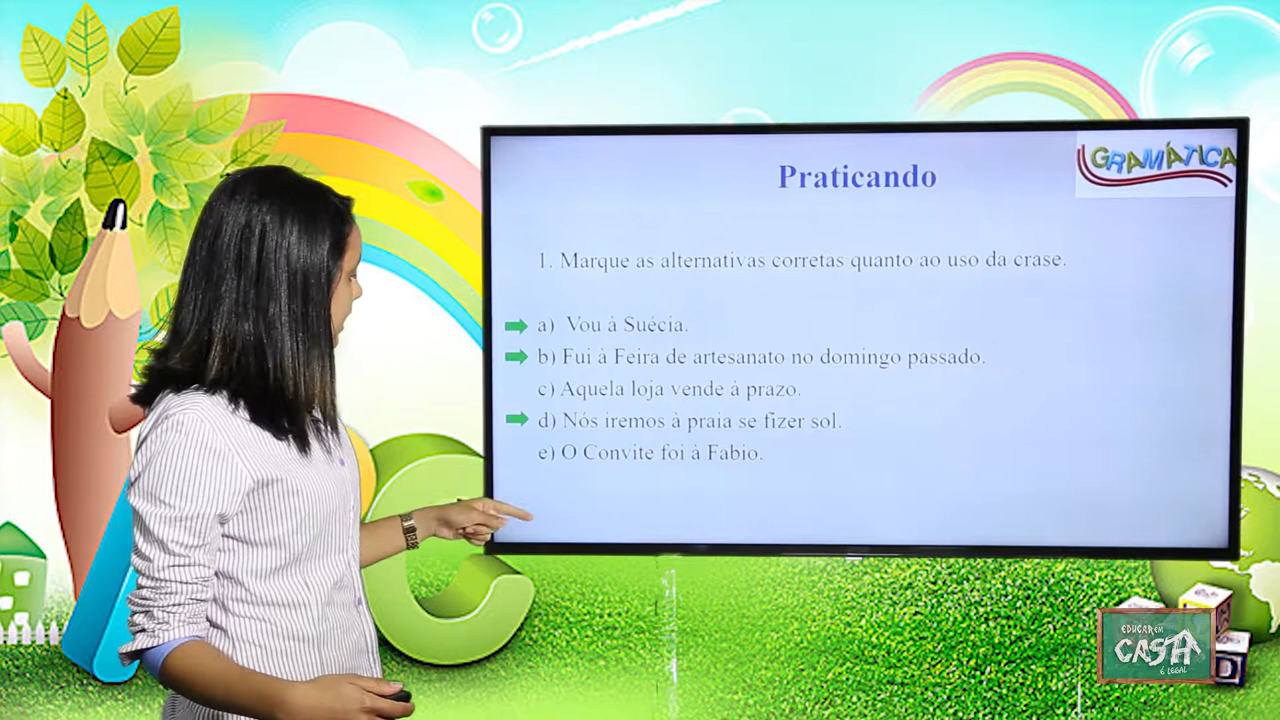 GRAMÁTICA
Praticando
1. Marque as alternativas corretas quanto ao uso da crase.
a) Vou à Suécia.
b) Fui à Feira de artesanato no domingo passado.
c) Aquela loja vende à prazo.
d) Nós iremos à praia se fizer sol.
e) O Convite foi à Fabio.
EDUCAR EM
CASA
É LEGAL